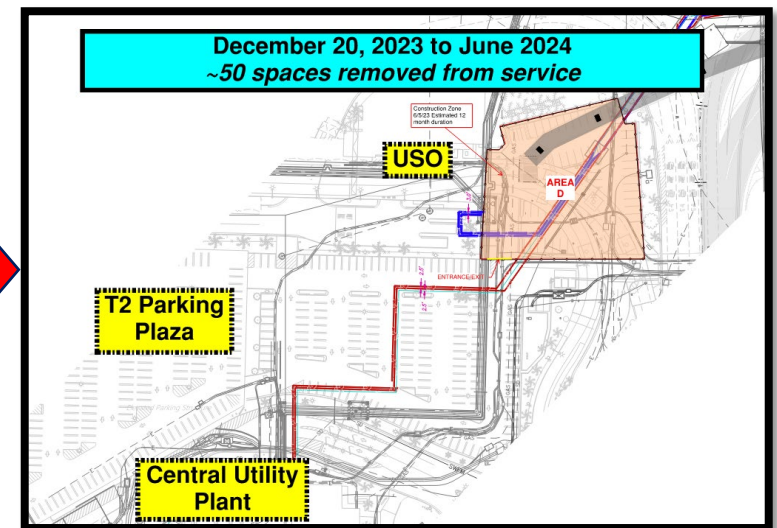 December 20, 2023 to June 2024
~50 spaces removed from service
Construction Zone
6/5/23 Estimated 12
month duration
USO
AREA
D
ENTRANCE/EXIT
T2 Parking
Plaza
Central Utility
Plant